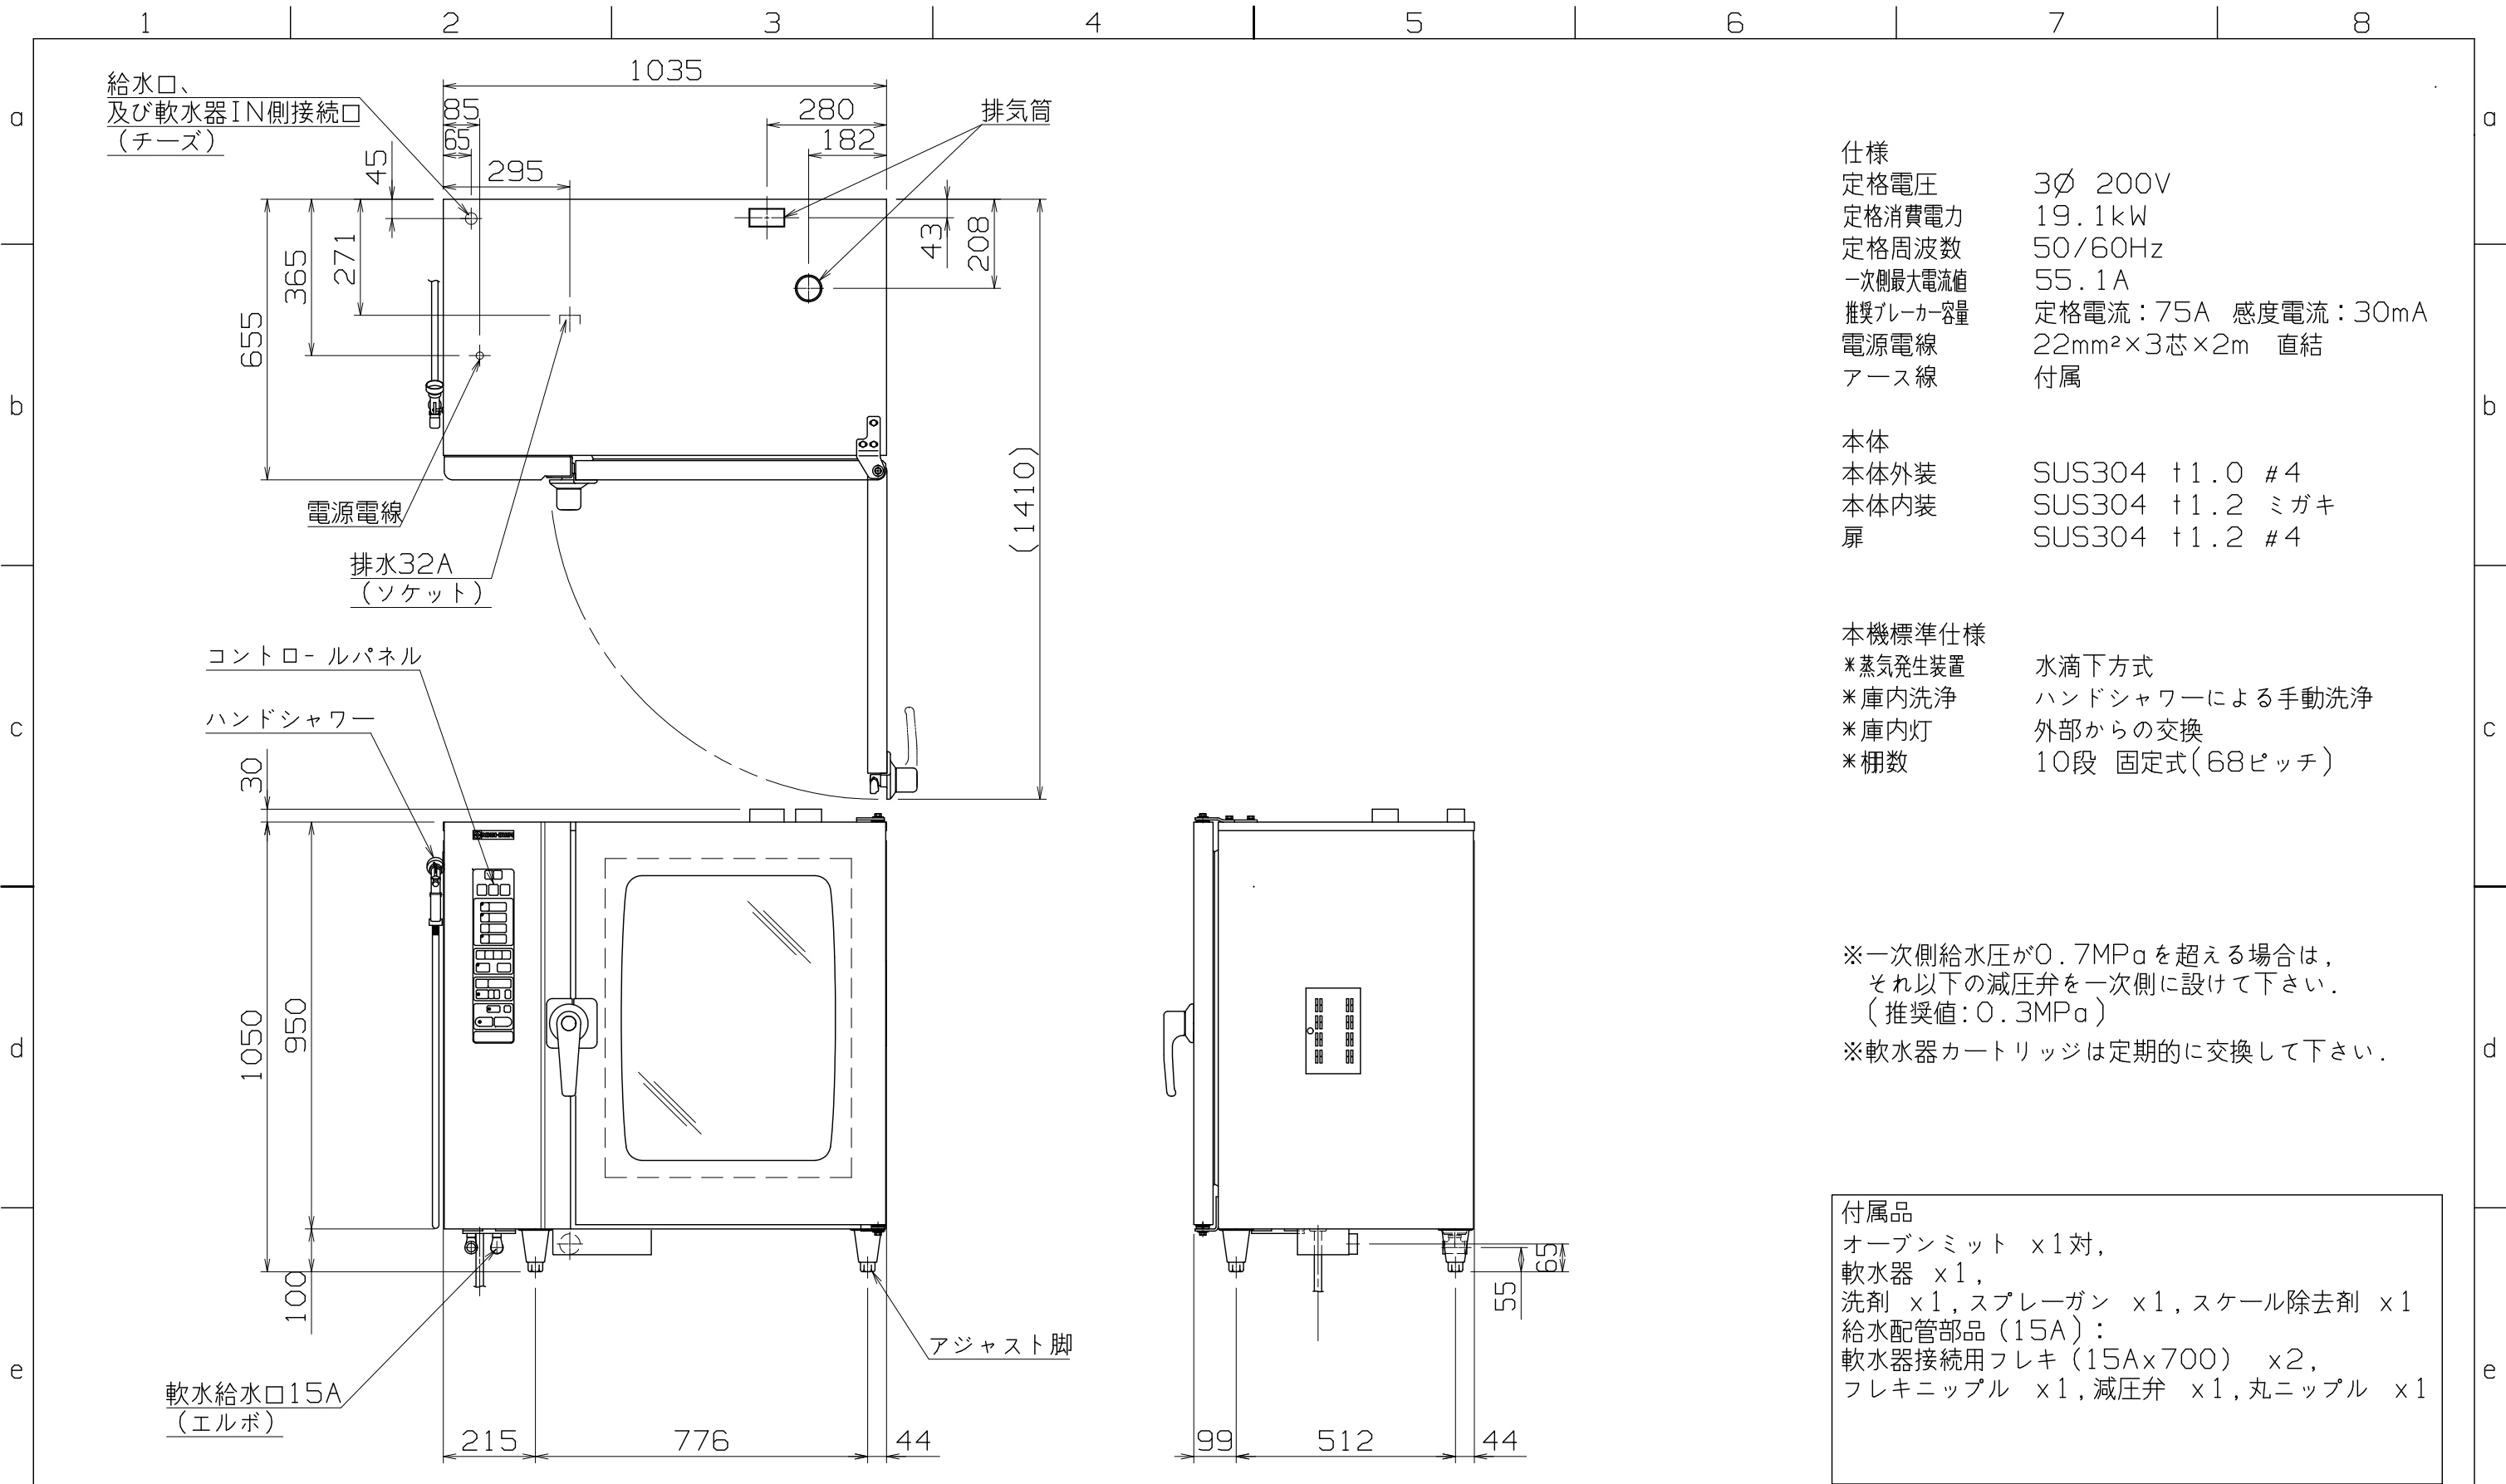 1 2 3 4 5 6 7 8
a
b
c
d
e
a
b
c
d
e
給水口、
及び軟水器IN側接続口
(チーズ)
1035
85
65
295
280
182
排気筒
45
271
365
655
43
208
(1410)
電源電線
排水32A
(ソケット)
コントロ-ルパネル
ハンドシャワー
30
1050
950
100
軟水給水口15A
(エルボ)
アジャスト脚
215
776
44
99
512
44
55
65
仕様
定格電圧 3∅ 200V
定格消費電力 19.1kW
定格周波数 50/60Hz
一次側最大電流値 55.1A
推奨ブレーカー容量 定格電流:75A 感度電流:30mA
電源電線 22mm²×3芯×2m 直結
アース線 付属
本体
本体外装 SUS304 t1.0 #4
本体内装 SUS304 t1.2 ミガキ
扉 SUS304 t1.2 #4
本機標準仕様
*蒸気発生装置 水滴下方式
*庫内洗浄 ハンドシャワーによる手動洗浄
*庫内灯 外部からの交換
*棚数 10段 固定式(68ピッチ)
※一次側給水圧が0.7MPaを超える場合は,
それ以下の減圧弁を一次側に設けて下さい.
(推奨値:0.3MPa)
※軟水器カートリッジは定期的に交換して下さい.
付属品
オーブンミット x1対,
軟水器 x1,
洗剤 x1,スプレーガン x1,スケール除去剤 x1
給水配管部品(15A):
軟水器接続用フレキ(15Ax700) x2,
フレキニップル x1,減圧弁 x1,丸ニップル x1